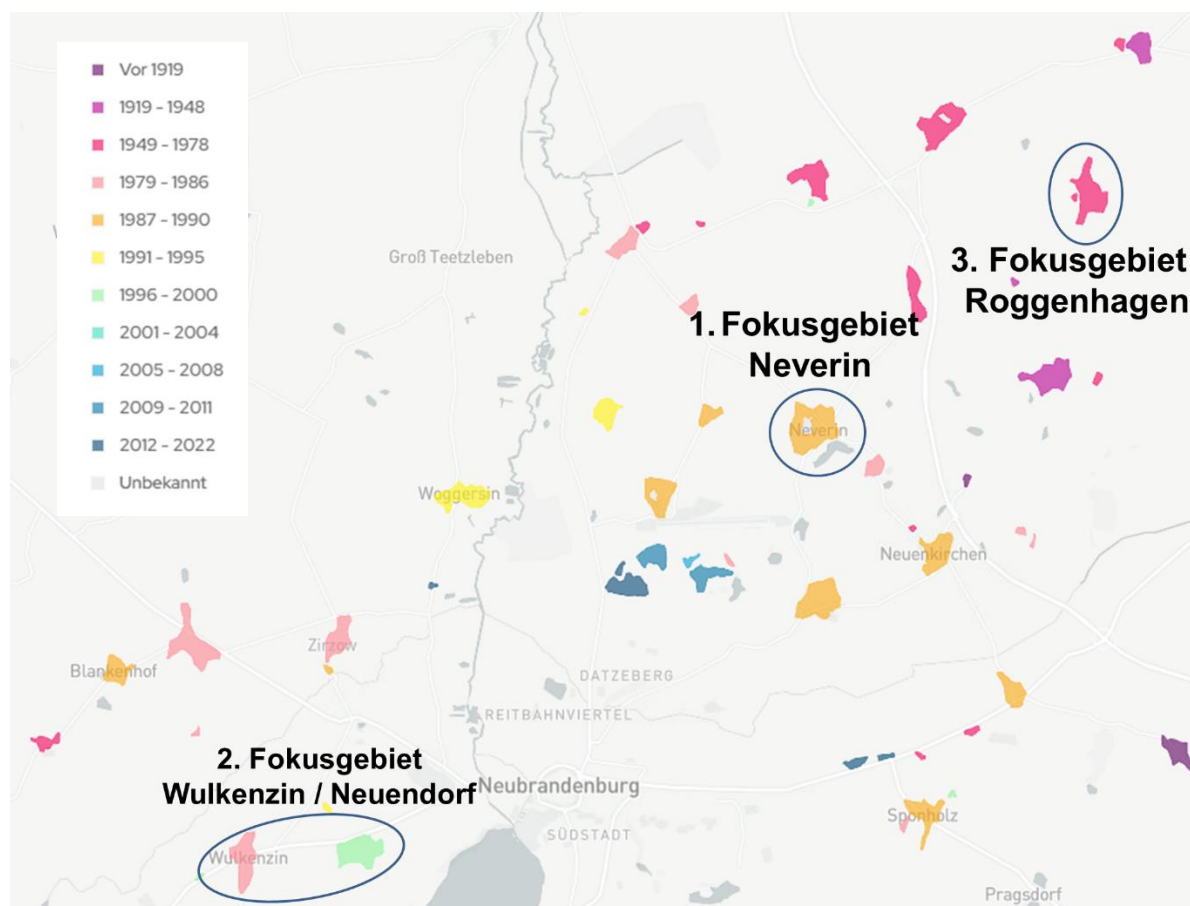 Vor 1919
1919 - 1948
1949 - 1978
1979 - 1986
1987 - 1990
1991 - 1995
1996 - 2000
2001 - 2004
2005 - 2008
2009 - 2011
2012 - 2022
Unbekannt
Groß Teetzleben
3. Fokusgebiet
Roggenhagen
1. Fokusgebiet
Neverin
Neverin
Woggersin
Neuenkirchen
Zirzow
Blankenhof
DATZEBERG
REITBAHNVIERTEL
2. Fokusgebiet
Wulkenzin / Neuendorf
Neubrandenburg
Sponholz
SÜDSTADT
Wulkenzin
Pragsdorf